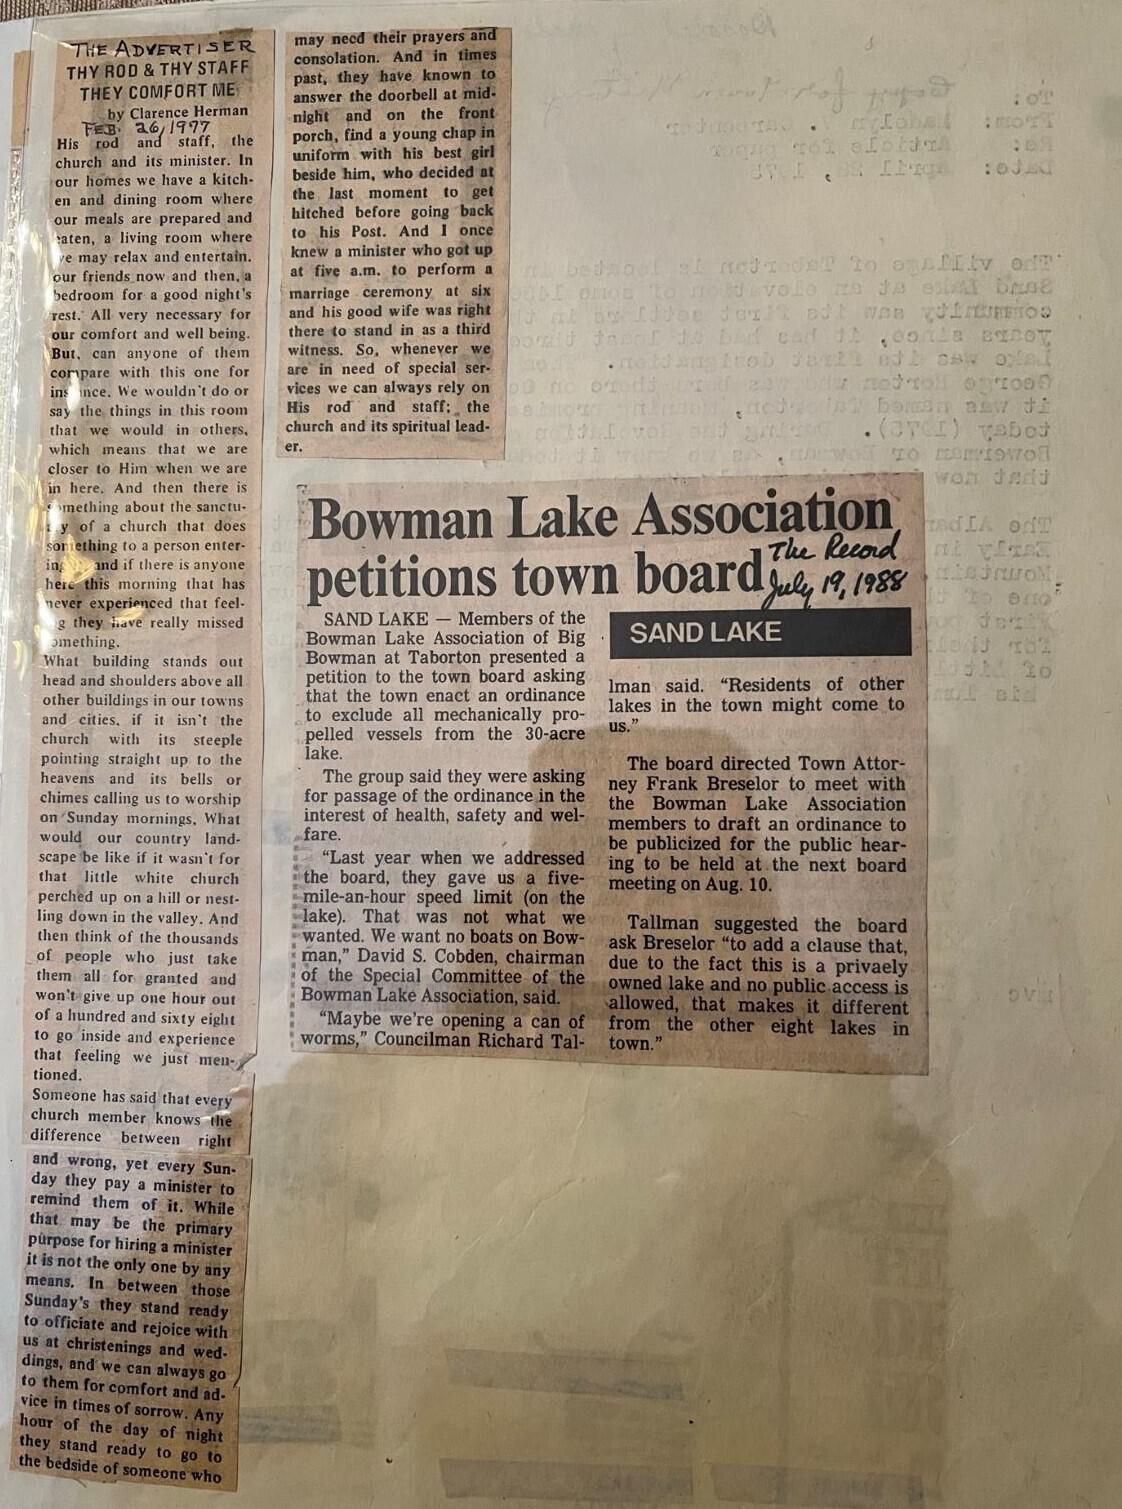 THE ADVERTISER
THY ROD & THY STAFF
THEY COMFORT ME
by Clarence Herman
FEB. 26, 1977
His rod and staff, the
church and its minister. In
our homes we have a kitch-
en and dining room where
our meals are prepared and
eaten, a living room where
we may relax and entertain.
our friends now and then, a
bedroom for a good night's
rest. All very necessary for
our comfort and well being.
But, can anyone of them
compare with this one for
instance. We wouldn't do or
say the things in this room
that we would in others,
which means that we are
closer to Him when we are
in here. And then there is
something about the sanctu-
ary of a church that does
something to a person enter-
ing and if there is anyone
here this morning that has
never experienced that feel-
g they have really missed
omething.
What building stands out
head and shoulders above all
other buildings in our towns
and cities, if it isn't the
church with its steeple
pointing straight up to the
heavens and its bells or
chimes calling us to worship
on Sunday mornings, What
would our country land-
scape be like if it wasn't for
that little white church
perched up on a hill or nest-
ling down in the valley. And
then think of the thousands
of people who just take
them all for granted and
won't give up one hour out
of a hundred and sixty eight
to go inside and experience
that feeling we just men-
tioned.
Someone has said that every
church member knows the
difference between right
and wrong, yet every Sun-
day they pay a minister to
remind them of it. While
that may be the primary
purpose for hiring a minister
it is not the only one by any
means. In between those
Sunday's they stand ready
to officiate and rejoice with
us at christenings and wed-
dings, and we can always go
to them for comfort and ad-
vice in times of sorrow. Any
hour of the day of night
they stand ready to go to
the bedside of someone who
may need their prayers and
consolation. And in times
past, they have known to
answer the doorbell at mid-
night and on the front
porch, find a young chap in
uniform with his best girl
beside him, who decided at
the last moment to get
hitched before going back
to his Post. And I once
knew a minister who got up
at five a.m. to perform a
marriage ceremony at six
and his good wife was right
there to stand in as a third
witness. So, whenever we
are in need of special ser-
vices we can always rely on
His rod and staff; the
church and its spiritual lead-
er.
Bowman Lake Association
petitions town board
The Record
July 19, 1988
SAND LAKE — Members of the
Bowman Lake Association of Big
Bowman at Taborton presented a
petition to the town board asking
that the town enact an ordinance
to exclude all mechanically pro-
pelled vessels from the 30-acre
lake.
The group said they were asking
for passage of the ordinance in the
interest of health, safety and wel-
fare.
"Last year when we addressed
the board, they gave us a five-
mile-an-hour speed limit (on the
lake). That was not what we
wanted. We want no boats on Bow-
man," David S. Cobden, chairman
of the Special Committee of the
Bowman Lake Association, said.
"Maybe we're opening a can of
worms," Councilman Richard Tal-
SAND LAKE
lman said. "Residents of other
lakes in the town might come to
us."
The board directed Town Attor-
ney Frank Breselor to meet with
the Bowman Lake Association
members to draft an ordinance to
be publicized for the public hear-
ing to be held at the next board
meeting on Aug. 10.
Tallman suggested the board
ask Breselor "to add a clause that,
due to the fact this is a privaely
owned lake and no public access is
allowed, that makes it different
from the other eight lakes in
town."